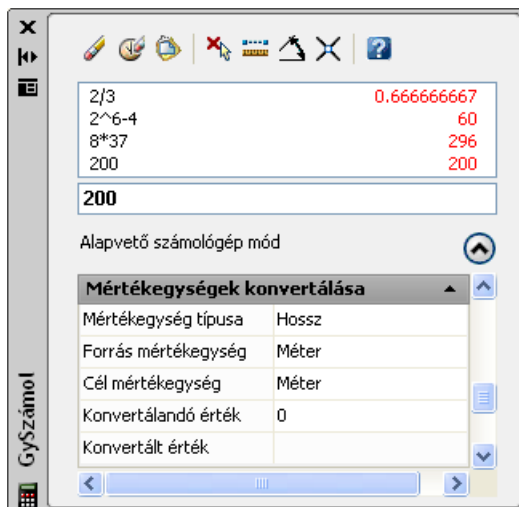 2/3 0.666666667
2^6-4 60
8*37 296
200 200
200
Alapvető számológép mód
Mértékegységek konvertálása
Mértékegység típusa Hossz
Forrás mértékegység Méter
Cél mértékegység Méter
Konvertálandó érték 0
Konvertált érték
GySzámol